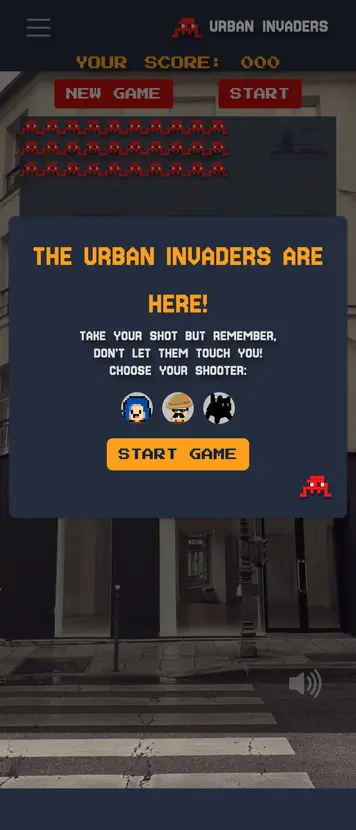 URBAN INVADERS
YOUR SCORE: 000
NEW GAME
START
THE URBAN INVADERS ARE
HERE!
TAKE YOUR SHOT BUT REMEMBER,
DON'T LET THEM TOUCH YOU!
CHOOSE YOUR SHOOTER:
START GAME